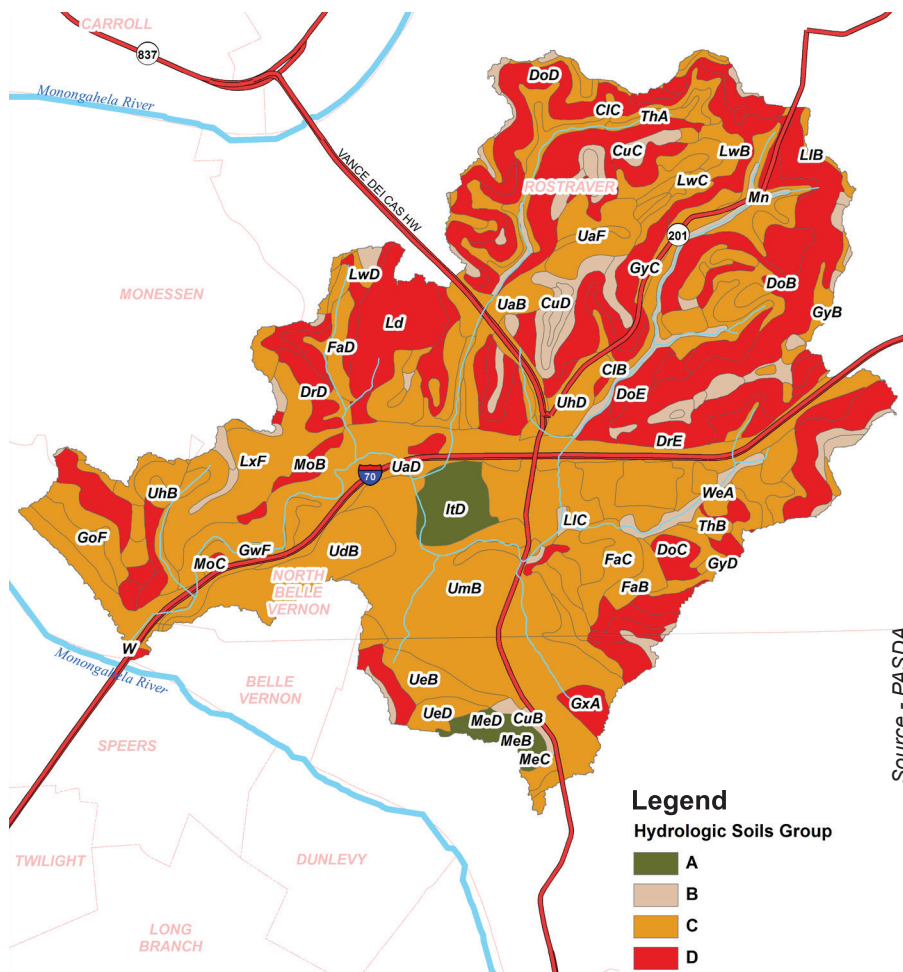 CARROLL
837
Monongahela River
VANCE DEI CAS HW
DoD
ClC
ThA
CuC
LwB
LlB
ROSTRAVER
LwC
Mn
UaF
201
GyC
MONESSEN
LwD
Ld
UaB
CuD
DoB
GyB
FaD
ClB
DrD
UhD
DoE
DrE
LxF
MoB
UaD
70
UhB
ItD
WeA
LlC
ThB
GoF
GwF
UdB
DoC
MoC
FaC
GyD
NORTH
BELLE
VERNON
UmB
FaB
W
Monongahela River
BELLE
VERNON
UeB
GxA
UeD
MeD
CuB
MeB
MeC
SPEERS
TWILIGHT
DUNLEVY
LONG
BRANCH
Source - PASDA
Legend
Hydrologic Soils Group
A
B
C
D